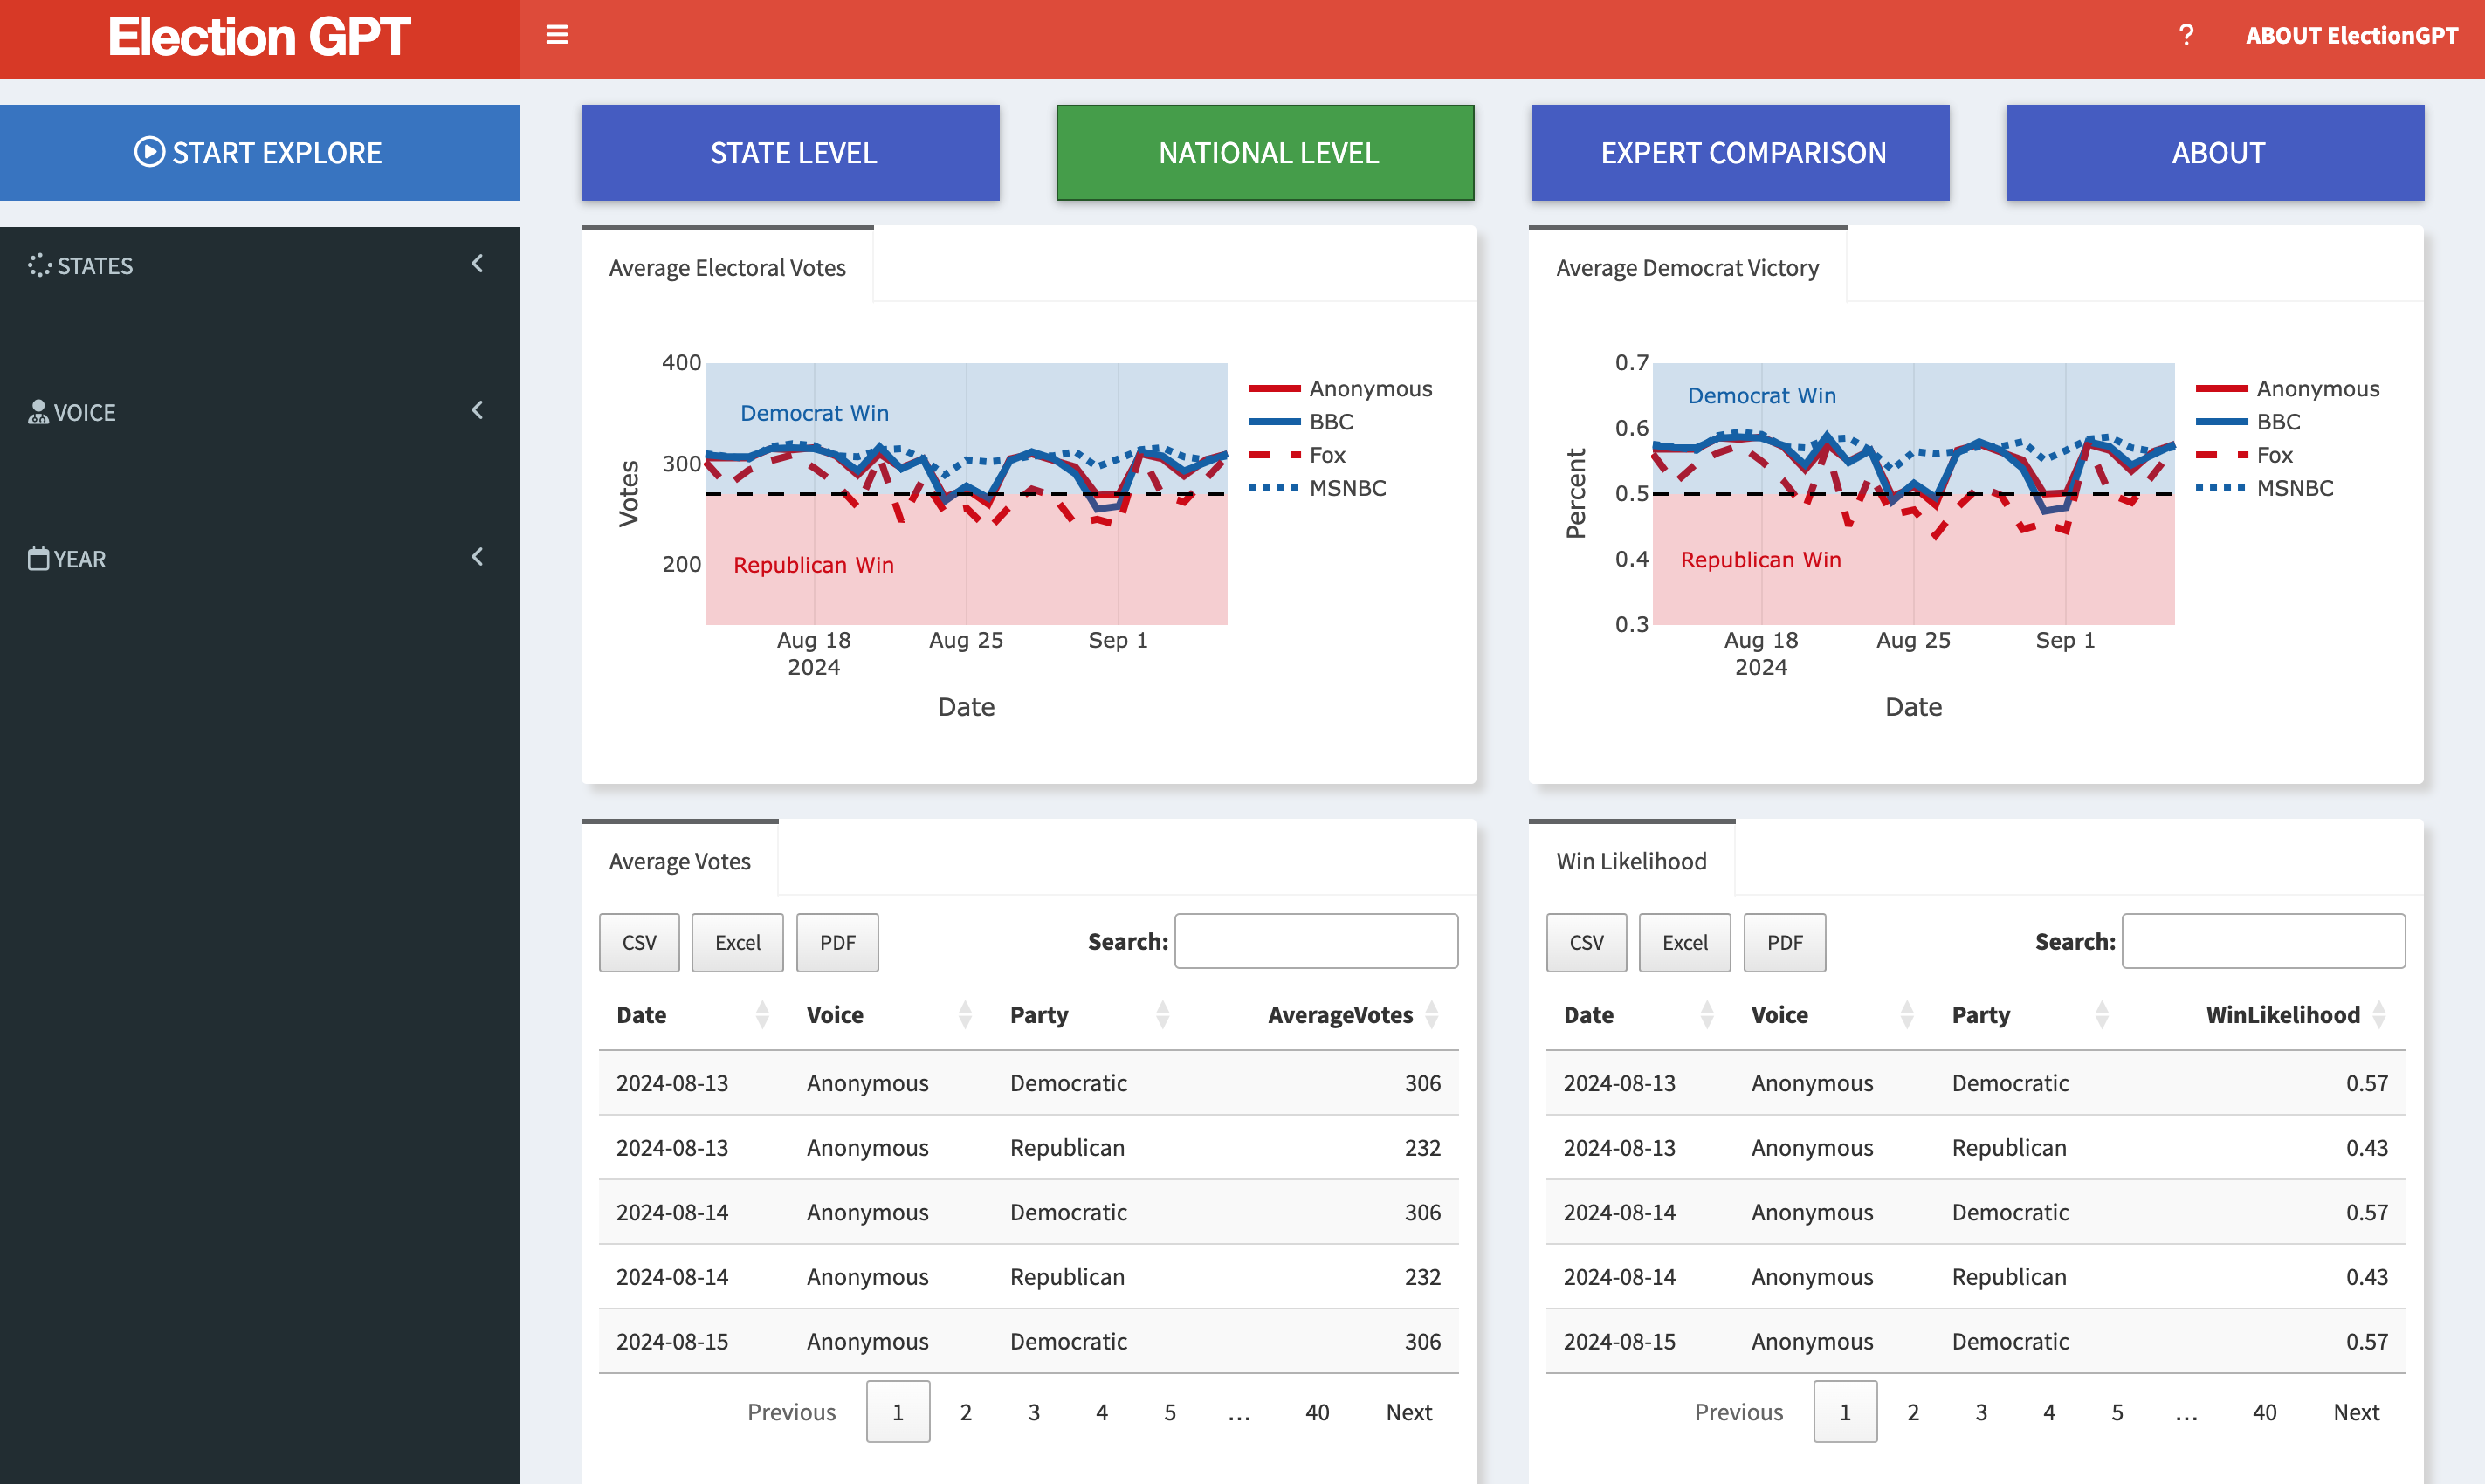 Election GPT
? ABOUT ElectionGPT
START EXPLORE
STATE LEVEL
NATIONAL LEVEL
EXPERT COMPARISON
ABOUT
STATES
VOICE
YEAR
Average Electoral Votes
400
300
200
Votes
Democrat Win
Republican Win
Aug 18
2024
Aug 25
Sep 1
Date
Anonymous
BBC
Fox
MSNBC
Average Democrat Victory
0.7
0.6
0.5
0.4
0.3
Percent
Democrat Win
Republican Win
Aug 18
2024
Aug 25
Sep 1
Date
Anonymous
BBC
Fox
MSNBC
Average Votes
CSV Excel PDF Search:
Date Voice Party AverageVotes
2024-08-13 Anonymous Democratic 306
2024-08-13 Anonymous Republican 232
2024-08-14 Anonymous Democratic 306
2024-08-14 Anonymous Republican 232
2024-08-15 Anonymous Democratic 306
Previous 1 2 3 4 5 … 40 Next
Win Likelihood
CSV Excel PDF Search:
Date Voice Party WinLikelihood
2024-08-13 Anonymous Democratic 0.57
2024-08-13 Anonymous Republican 0.43
2024-08-14 Anonymous Democratic 0.57
2024-08-14 Anonymous Republican 0.43
2024-08-15 Anonymous Democratic 0.57
Previous 1 2 3 4 5 … 40 Next